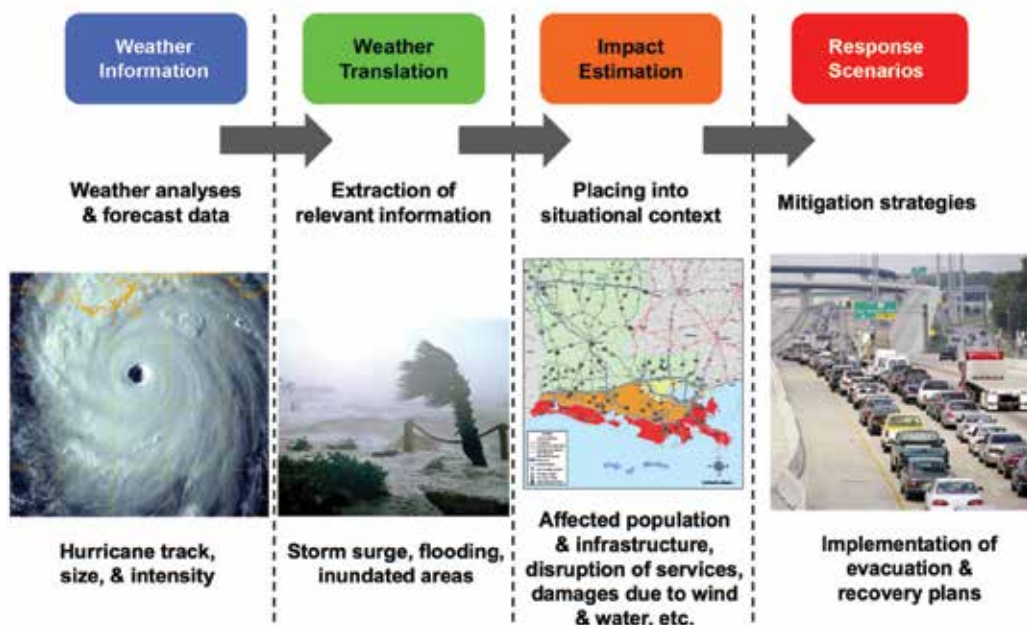 Weather
Information
Weather
Translation
Impact
Estimation
Response
Scenarios
Weather analyses
& forecast data
Extraction of
relevant information
Placing into
situational context
Mitigation strategies
Hurricane track,
size, & intensity
Storm surge, flooding,
inundated areas
Affected population
& infrastructure,
disruption of services,
damages due to wind
& water, etc.
Implementation of
evacuation &
recovery plans